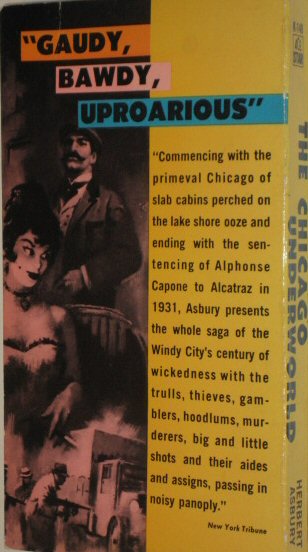 "GAUDY,
BAWDY,
UPROARIOUS"
"Commencing with the
primeval Chicago of
slab cabins perched on
the lake shore ooze and
ending with the sen-
tencing of Alphonse
Capone to Alcatraz in
1931, Asbury presents
the whole saga of the
Windy City's century of
wickedness with the
trulls, thieves, gam-
blers, hoodlums, mur-
derers, big and little
shots and their aides
and assigns, passing in
noisy panoply."
New York Tribune
THE CHICAGO
UNDERWORLD
HERBERT
ASBURY